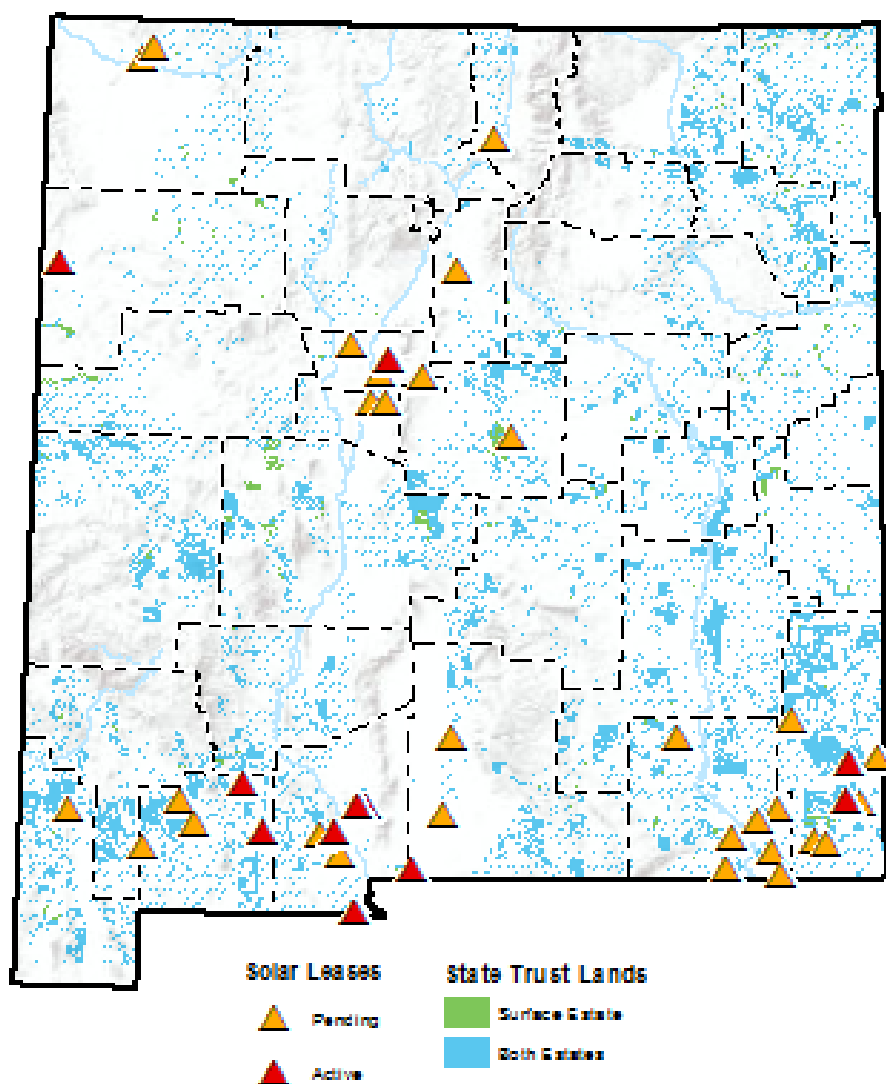 Solar Leases
Pending
Active
State Trust Lands
Surface Estate
Both Estates